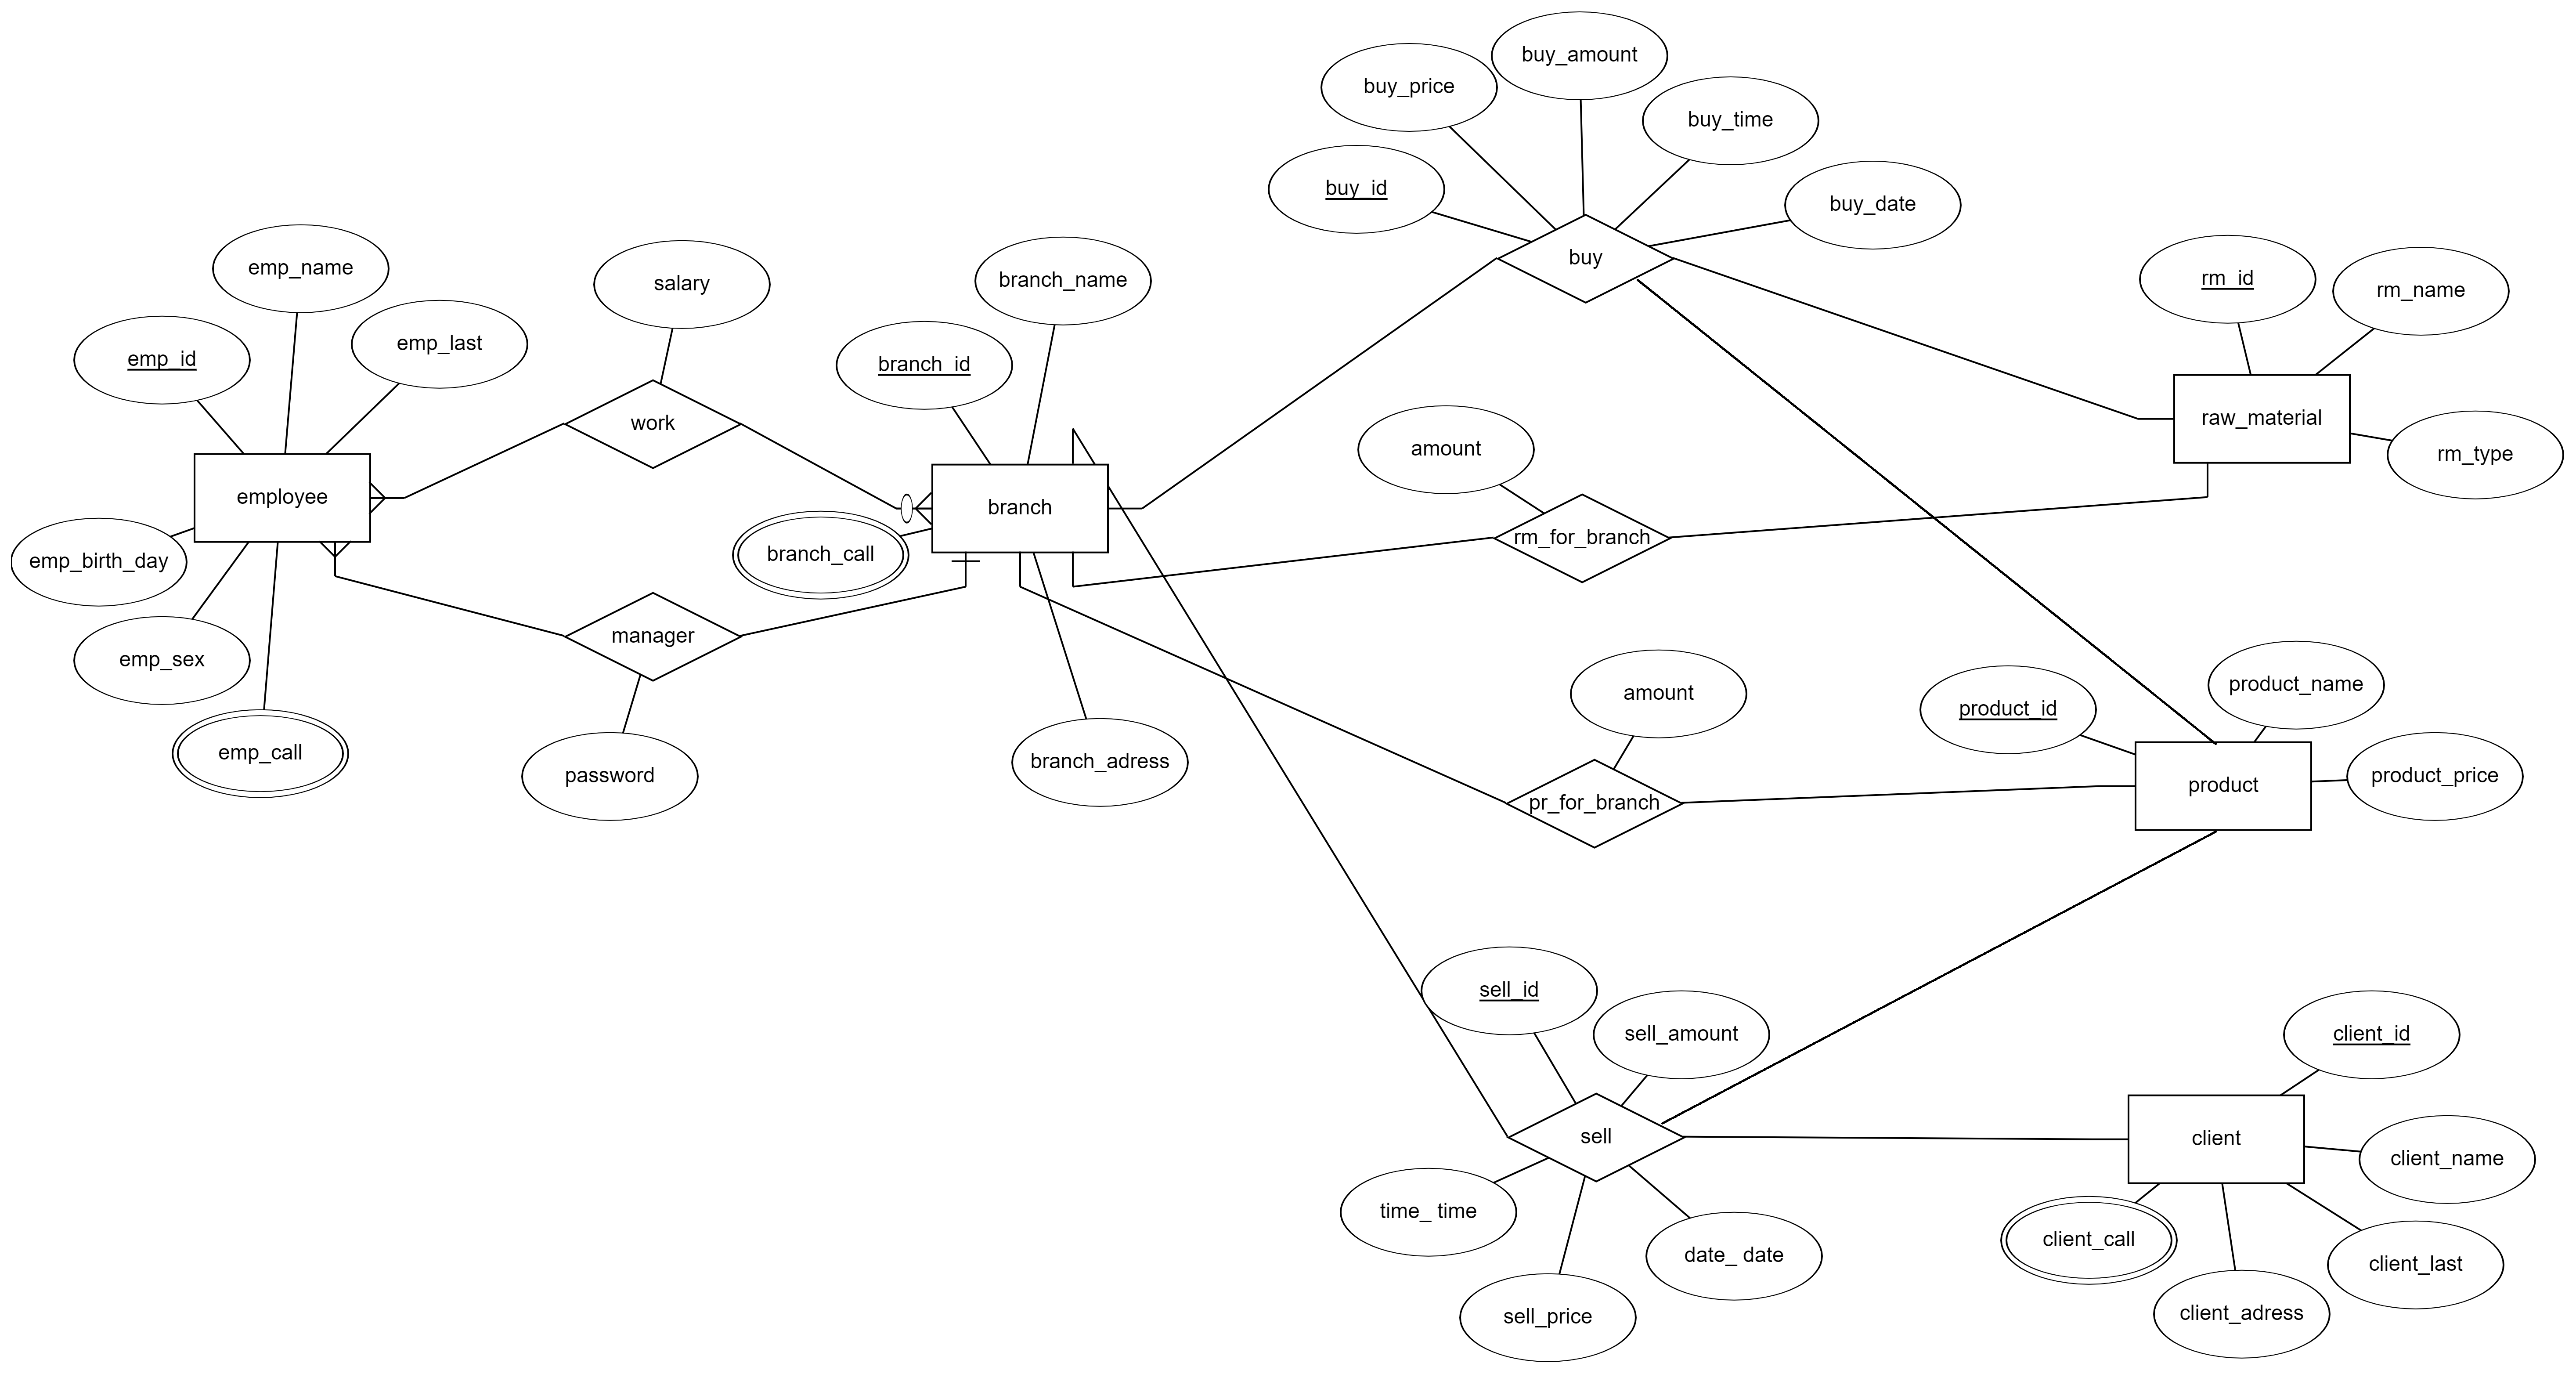 buy_amount
buy_price
buy_time
buy_id
buy_date
buy
emp_name
salary
branch_name
rm_id
rm_name
emp_id
emp_last
branch_id
work
raw_material
amount
rm_type
employee
branch
rm_for_branch
emp_birth_day
branch_call
manager
emp_sex
amount
product_id
product_name
emp_call
password
branch_adress
product_price
product
pr_for_branch
sell_id
sell_amount
client_id
sell
client
client_name
time_ time
date_ date
client_call
client_last
sell_price
client_adress